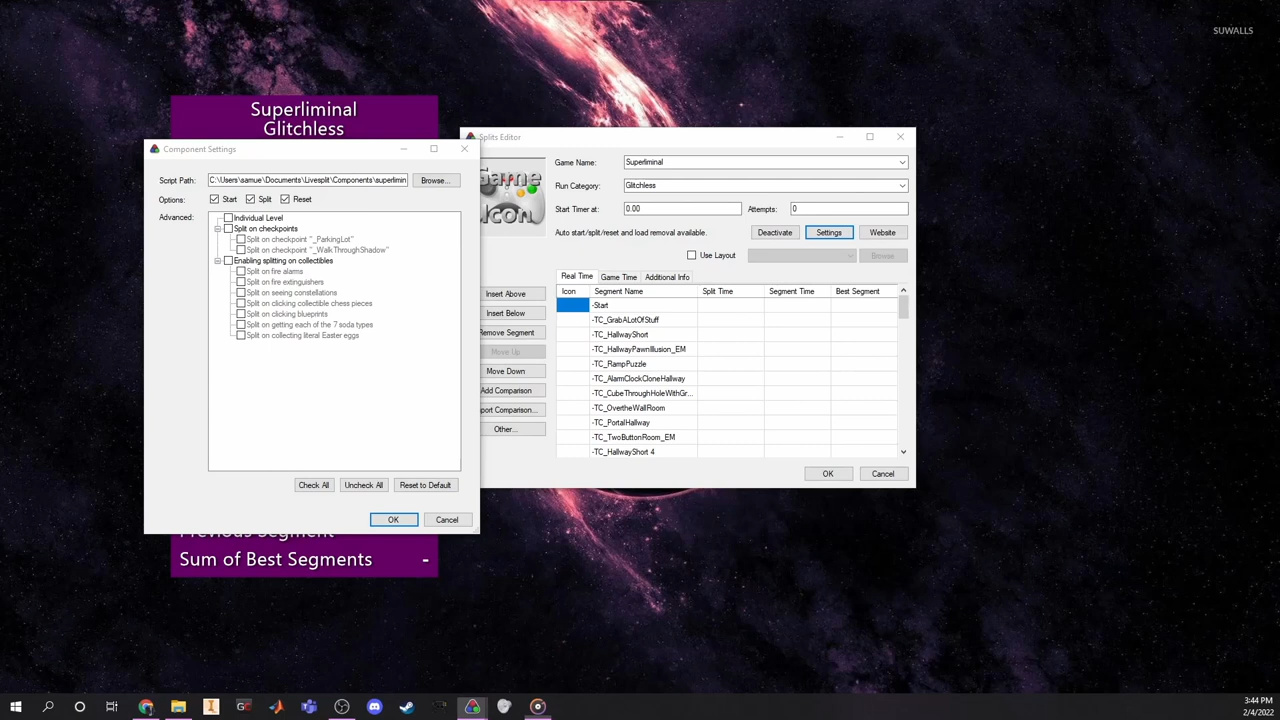 SUWALLS
Superliminal
Glitchless
Component Settings
Script Path:
C:\Users\samue\Documents\Livesplit\Components\superlimin
Browse...
Options:
Start
Split
Reset
Advanced:
Individual Level
Split on checkpoints
Split on checkpoint "_ParkingLot"
Split on checkpoint "_WalkThroughShadow"
Enabling splitting on collectibles
Split on fire alarms
Split on fire extinguishers
Split on seeing constellations
Split on clicking collectible chess pieces
Split on clicking blueprints
Split on getting each of the 7 soda types
Split on collecting literal Easter eggs
Check All
Uncheck All
Reset to Default
OK
Cancel
Previous Segment
Sum of Best Segments -
Splits Editor
Game
Icon
Game Name:
Superliminal
Run Category:
Glitchless
Start Timer at:
0.00
Attempts:
0
Auto start/split/reset and load removal available.
Deactivate
Settings
Website
Use Layout
Browse
Real Time
Game Time
Additional Info
Insert Above
Insert Below
Remove Segment
Move Up
Move Down
Add Comparison
port Comparison...
Other...
Icon
Segment Name
Split Time
Segment Time
Best Segment
-Start
-TC_GrabALotOfStuff
-TC_HallwayShort
-TC_HallwayPawnIllusion_EM
-TC_RampPuzzle
-TC_AlarmClockCloneHallway
-TC_CubeThroughHoleWithGr...
-TC_OvertheWallRoom
-TC_PortalHallway
-TC_TwoButtonRoom_EM
-TC_HallwayShort 4
OK
Cancel
3:44 PM
2/4/2022